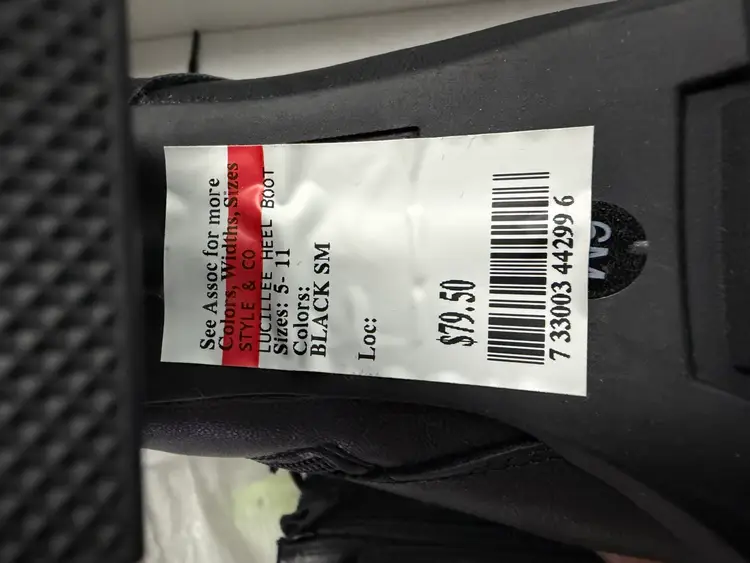 See Assoc for more
Colors, Widths, Sizes
STYLE & CO
LUCILLEE HEEL BOOT
Sizes: 5- 11
Colors:
BLACK SM
Loc:
$79.50
7 33003 44299 6
6M